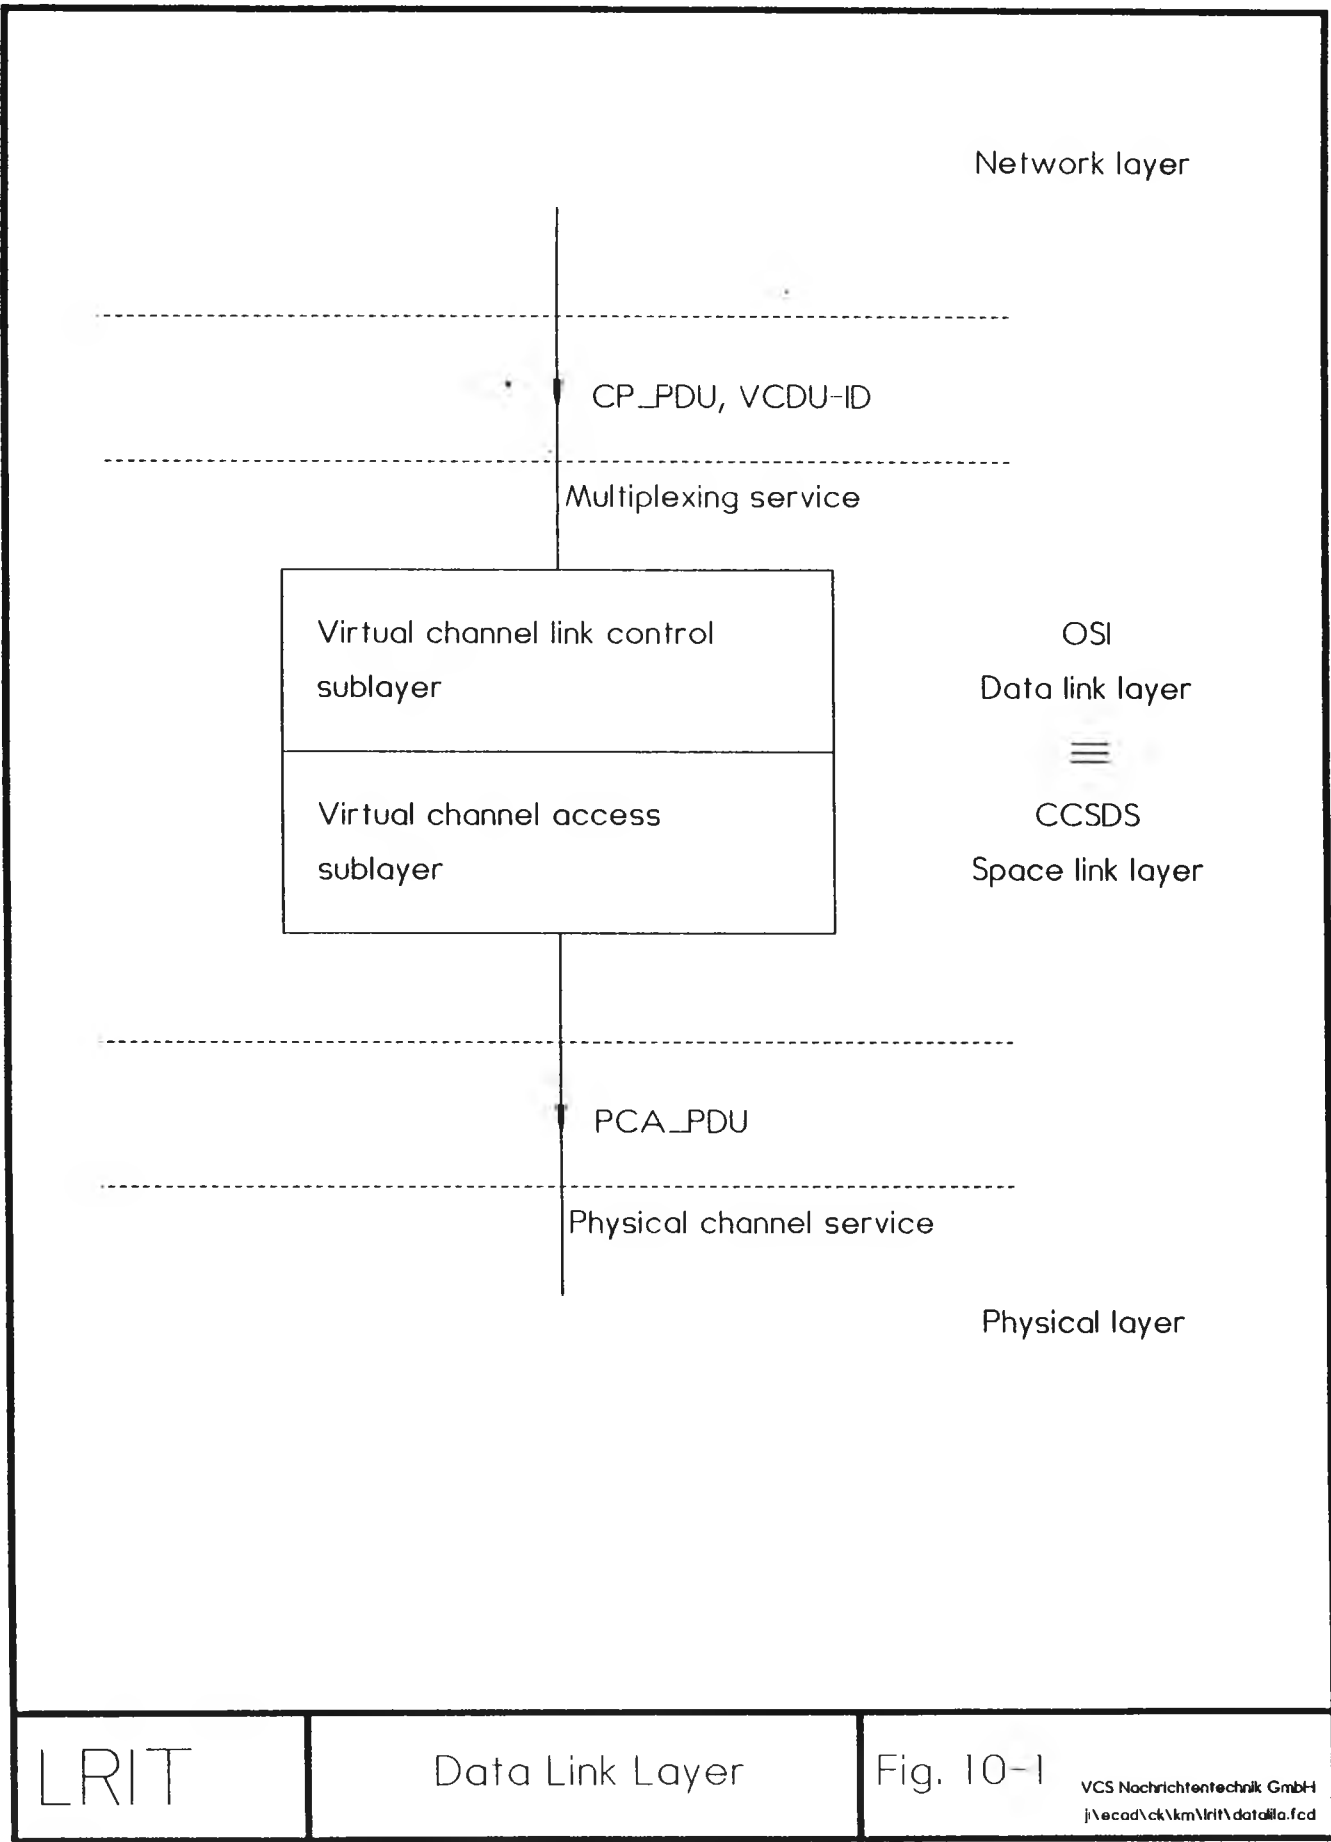 Network layer
CP_PDU, VCDU-ID
Multiplexing service
Virtual channel link control
sublayer
OSI
Data link layer
≡
Virtual channel access
sublayer
CCSDS
Space link layer
PCA_PDU
Physical channel service
Physical layer
LRIT
Data Link Layer
Fig. 10-1
VCS Nachrichtentechnik GmbH
j:\ecad\ck\km\lrit\datalila.fcd